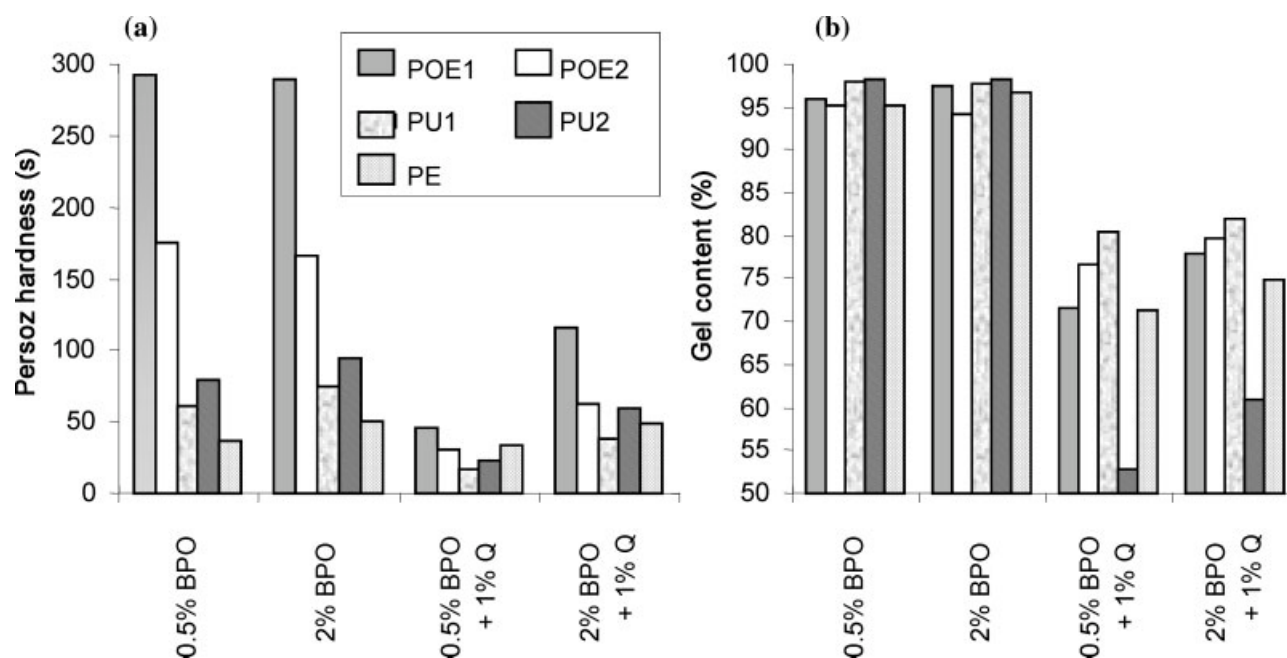 (a)
Persoz hardness (s)
300
250
200
150
100
50
0
POE1 POE2
PU1 PU2
PE
0.5% BPO
2% BPO
0.5% BPO
+ 1% Q
2% BPO
+ 1% Q
(b)
Gel content (%)
100
95
90
85
80
75
70
65
60
55
50
0.5% BPO
2% BPO
0.5% BPO
+ 1% Q
2% BPO
+ 1% Q